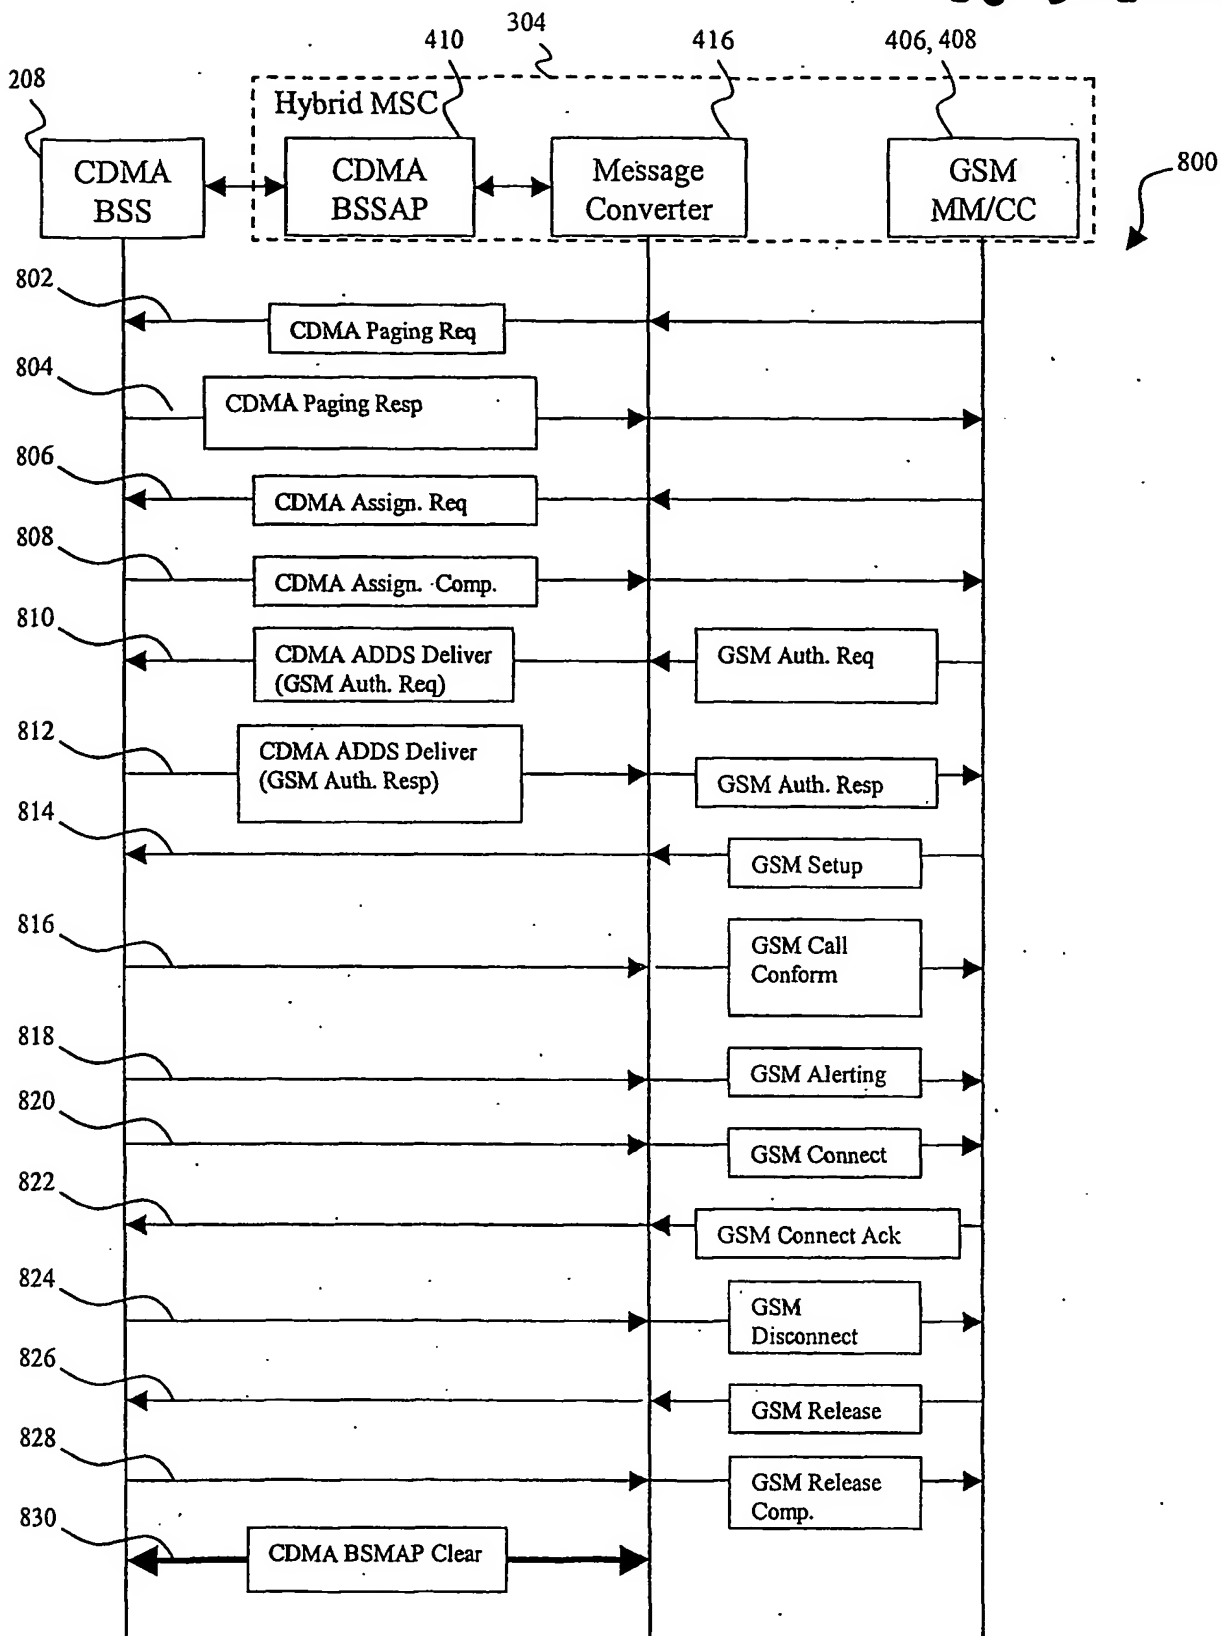 304
410
416
406, 408
208
Hybrid MSC
CDMA
BSS
CDMA
BSSAP
Message
Converter
GSM
MM/CC
800
802
CDMA Paging Req
804
CDMA Paging Resp
806
CDMA Assign. Req
808
CDMA Assign. Comp.
810
CDMA ADDS Deliver
(GSM Auth. Req)
GSM Auth. Req
812
CDMA ADDS Deliver
(GSM Auth. Resp)
GSM Auth. Resp
814
GSM Setup
816
GSM Call
Conform
818
GSM Alerting
820
GSM Connect
822
GSM Connect Ack
824
GSM
Disconnect
826
GSM Release
828
GSM Release
Comp.
830
CDMA BSMAP Clear